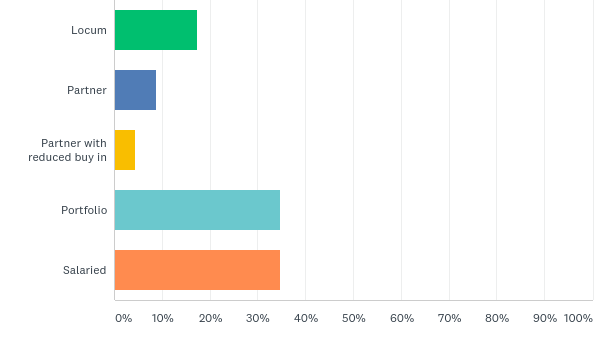 Locum
Partner
Partner with
reduced buy in
Portfolio
Salaried
0% 10% 20% 30% 40% 50% 60% 70% 80% 90% 100%